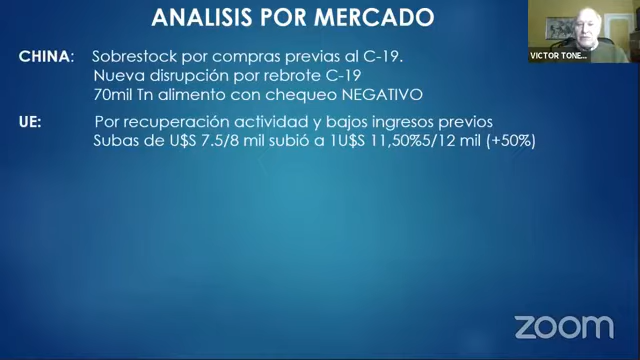 ANALISIS POR MERCADO
CHINA: Sobrestock por compras previas al C-19.
Nueva disrupción por rebrote C-19
70mil Tn alimento con chequeo NEGATIVO
UE: Por recuperación actividad y bajos ingresos previos
Subas de U$S 7.5/8 mil subió a 1U$S 11,50%5/12 mil (+50%)
VICTOR TONE...
zoom